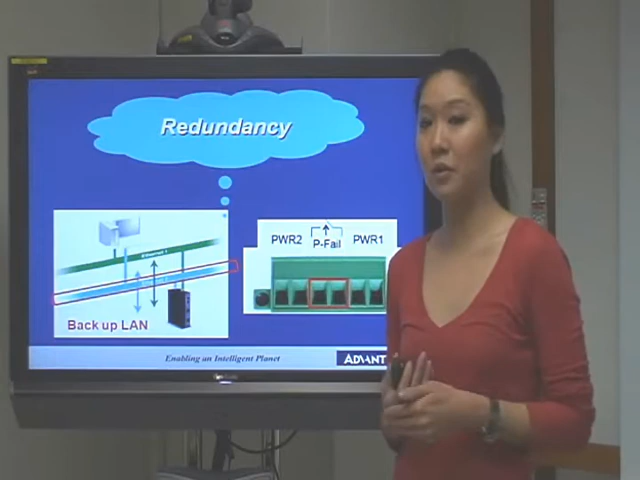 Redundancy
PWR2 P-Fail PWR1
Back up LAN
Enabling an Intelligent Planet
ADVANT